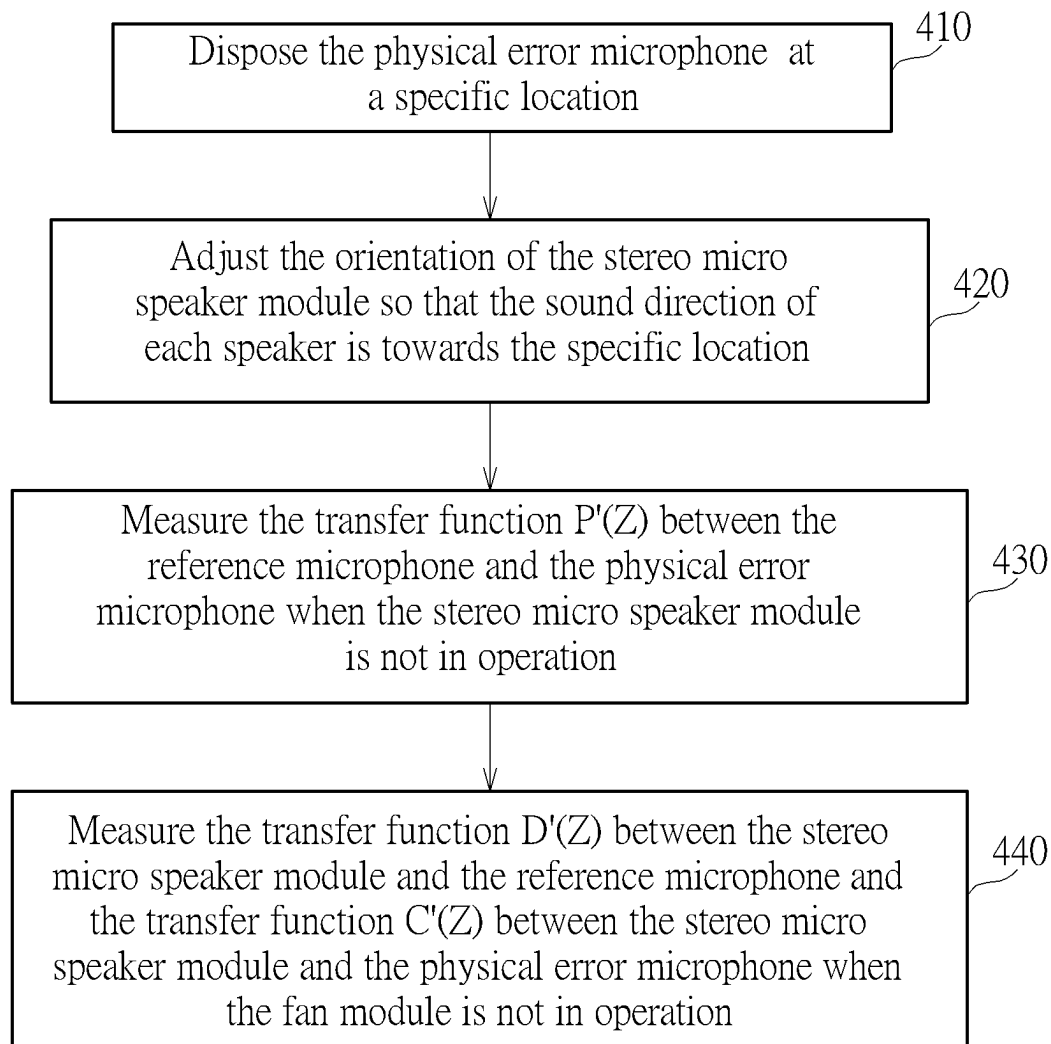 Dispose the physical error microphone at
a specific location
410
Adjust the orientation of the stereo micro
speaker module so that the sound direction of
each speaker is towards the specific location
420
Measure the transfer function P'(Z) between the
reference microphone and the physical error
microphone when the stereo micro speaker module
is not in operation
430
Measure the transfer function D'(Z) between the stereo
micro speaker module and the reference microphone and
the transfer function C'(Z) between the stereo micro
speaker module and the physical error microphone when
the fan module is not in operation
440